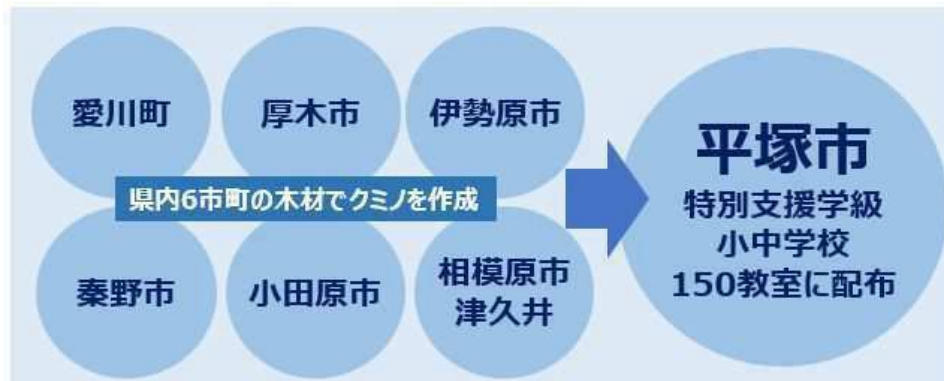 愛川町
厚木市
伊勢原市
県内6市町の木材でクミノを作成
秦野市
小田原市
相模原市
津久井
平塚市
特別支援学級
小中学校
150教室に配布